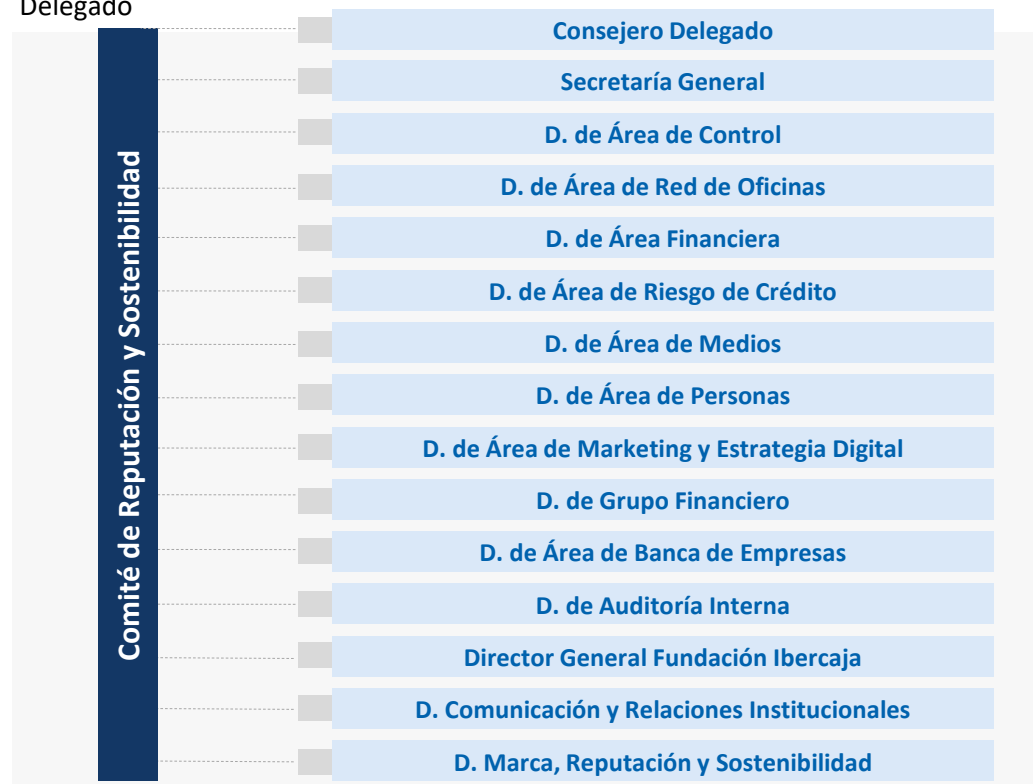 Delegado
Comité de Reputación y Sostenibilidad
Consejero Delegado
Secretaría General
D. de Área de Control
D. de Área de Red de Oficinas
D. de Área Financiera
D. de Área de Riesgo de Crédito
D. de Área de Medios
D. de Área de Personas
D. de Área de Marketing y Estrategia Digital
D. de Grupo Financiero
D. de Área de Banca de Empresas
D. de Auditoría Interna
Director General Fundación Ibercaja
D. Comunicación y Relaciones Institucionales
D. Marca, Reputación y Sostenibilidad